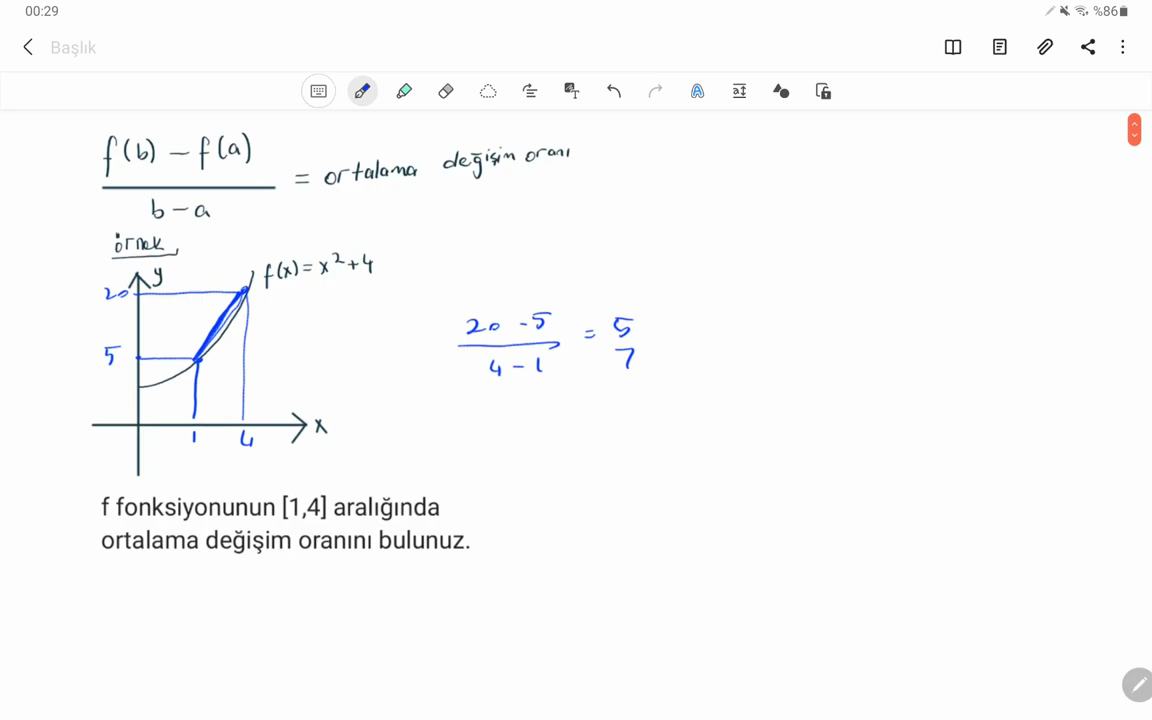 00:29
%86
Başlık
f(b) - f(a)
b - a
= ortalama değişim oranı
örnek
y
f(x) = x² + 4
20
5
1 4
x
20 - 5
4 - 1
= 5
7
f fonksiyonunun [1,4] aralığında
ortalama değişim oranını bulunuz.